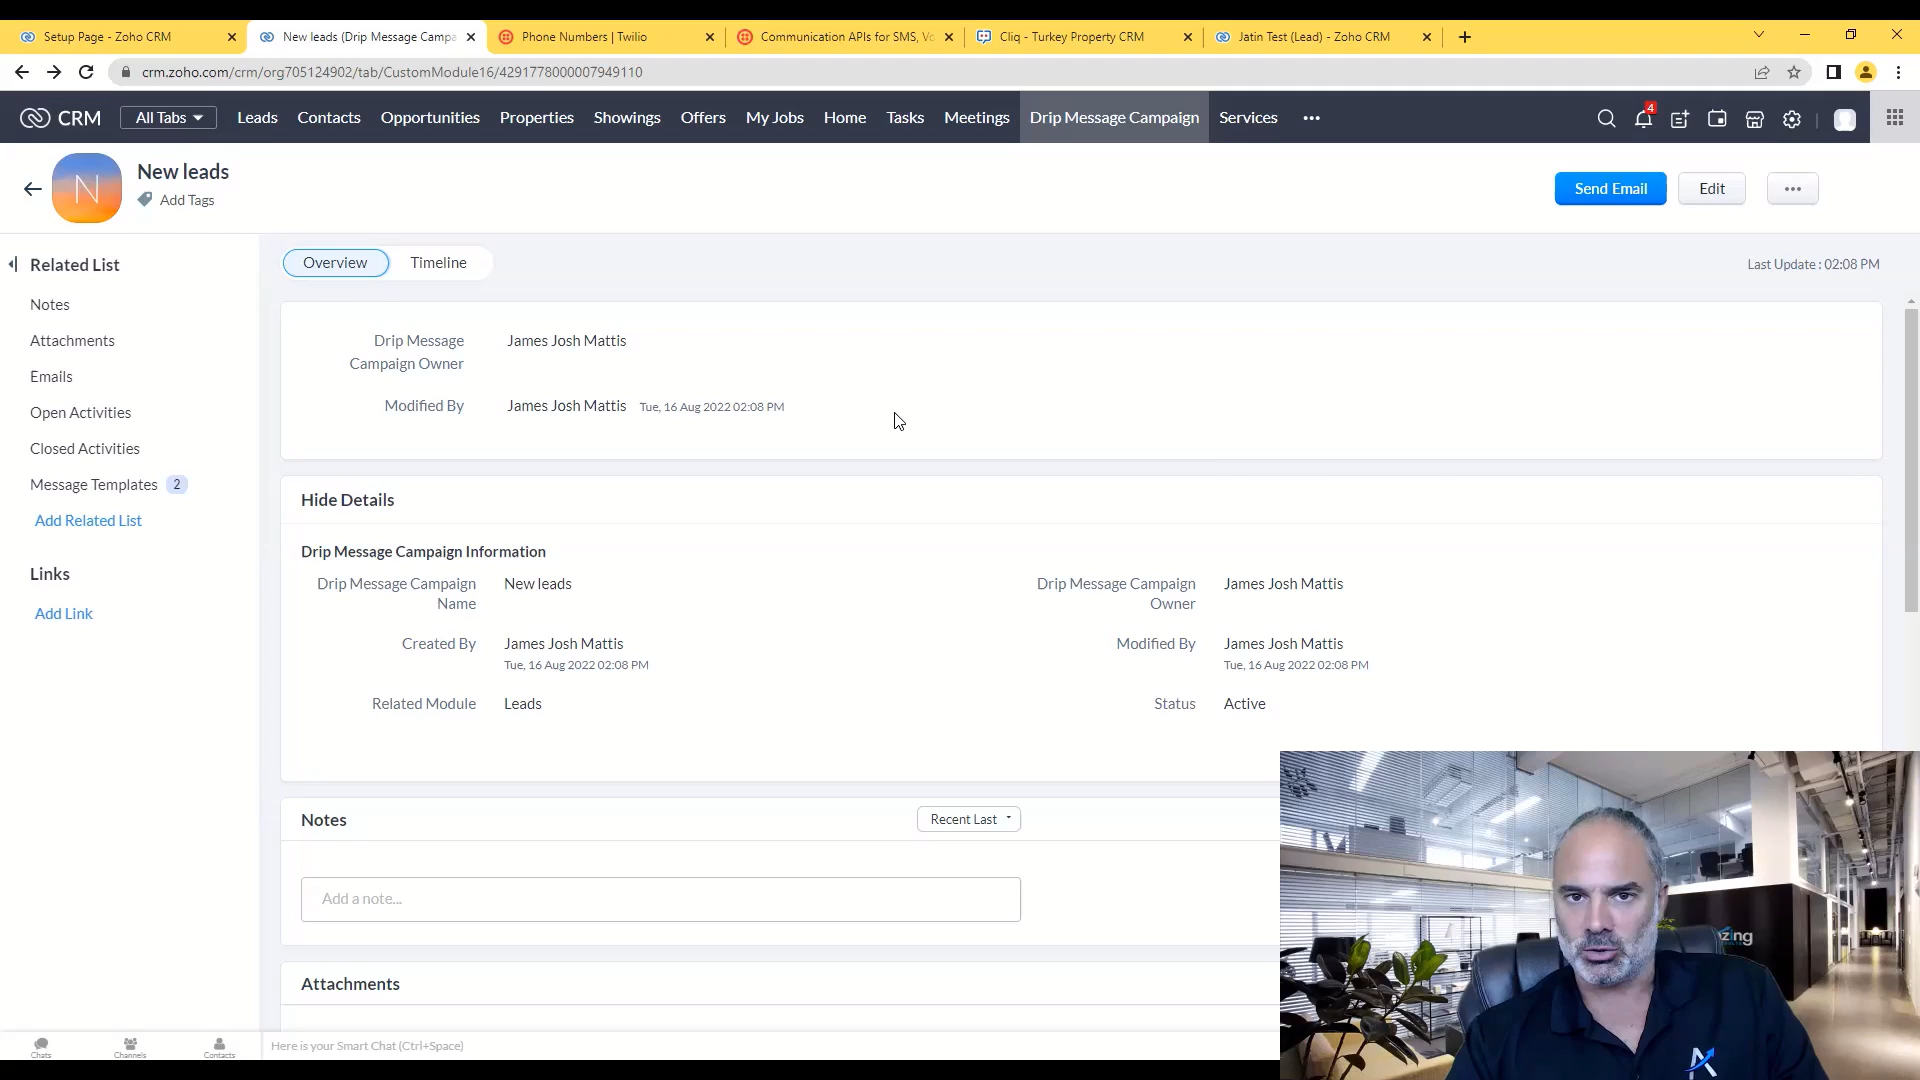 Setup Page - Zoho CRM
New leads (Drip Message Campa
Phone Numbers | Twilio
Communication APIs for SMS, Vo
Cliq - Turkey Property CRM
Jatin Test (Lead) - Zoho CRM
crm.zoho.com/crm/org705124902/tab/CustomModule16/4291778000007949110
CRM
All Tabs
Leads
Contacts
Opportunities
Properties
Showings
Offers
My Jobs
Home
Tasks
Meetings
Drip Message Campaign
Services
4
N
New leads
Add Tags
Send Email
Edit
Related List
Notes
Attachments
Emails
Open Activities
Closed Activities
Message Templates 2
Add Related List
Links
Add Link
Overview
Timeline
Last Update : 02:08 PM
Drip Message
Campaign Owner
James Josh Mattis
Modified By
James Josh Mattis Tue, 16 Aug 2022 02:08 PM
Hide Details
Drip Message Campaign Information
Drip Message Campaign
Name
New leads
Drip Message Campaign
Owner
James Josh Mattis
Created By
James Josh Mattis
Tue, 16 Aug 2022 02:08 PM
Modified By
James Josh Mattis
Tue, 16 Aug 2022 02:08 PM
Related Module
Leads
Status
Active
Notes
Recent Last
Add a note...
Attachments
Chats
Channels
Contacts
Here is your Smart Chat (Ctrl+Space)
zing